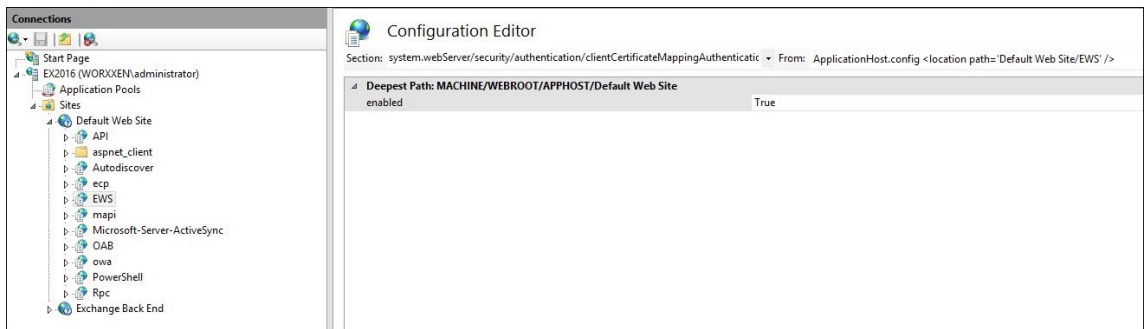 Connections
Start Page
EX2016 (WORXXEN\administrator)
Application Pools
Sites
Default Web Site
API
aspnet_client
Autodiscover
ecp
EWS
mapi
Microsoft-Server-ActiveSync
OAB
owa
PowerShell
Rpc
Exchange Back End
Configuration Editor
Section: system.webServer/security/authentication/clientCertificateMappingAuthenticatic From: ApplicationHost.config <location path='Default Web Site/EWS' />
Deepest Path: MACHINE/WEBROOT/APPHOST/Default Web Site
enabled True